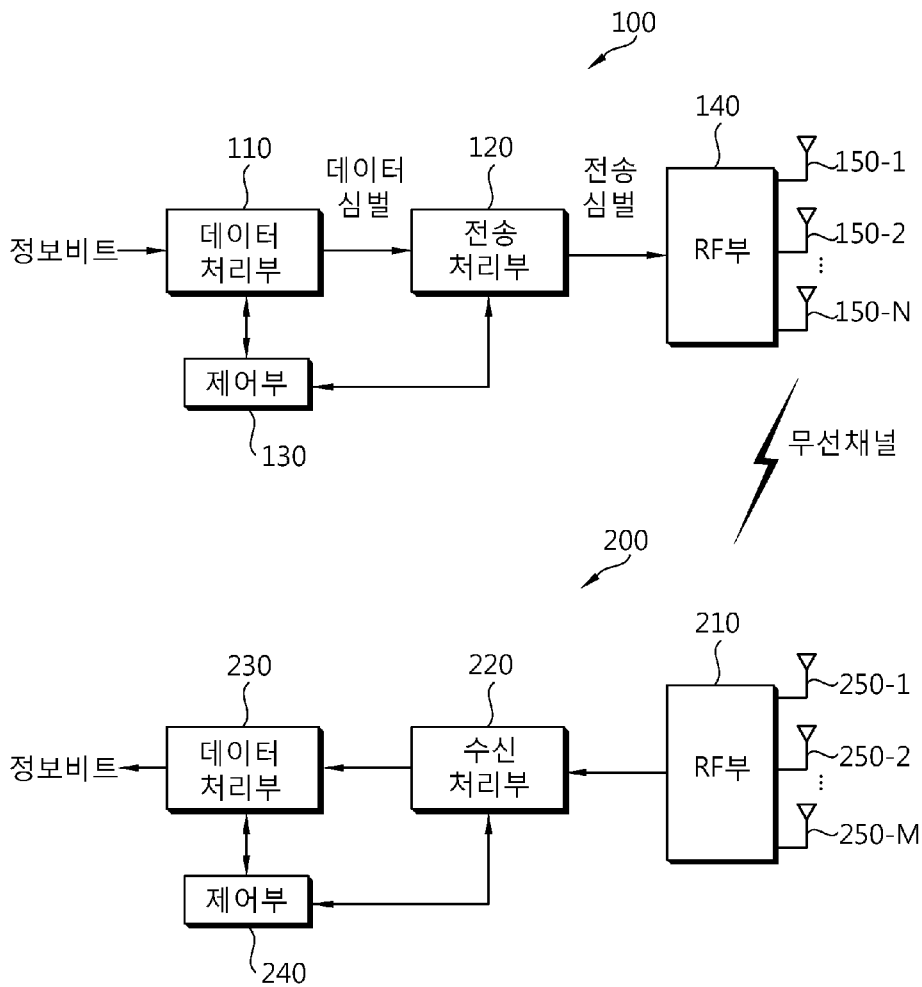 100
140
110
데이터
심벌
120
전송
심벌
150-1
정보비트
데이터
처리부
전송
처리부
RF부
150-2
150-N
제어부
130
무선채널
200
210
230
220
250-1
정보비트
데이터
처리부
수신
처리부
RF부
250-2
250-M
제어부
240